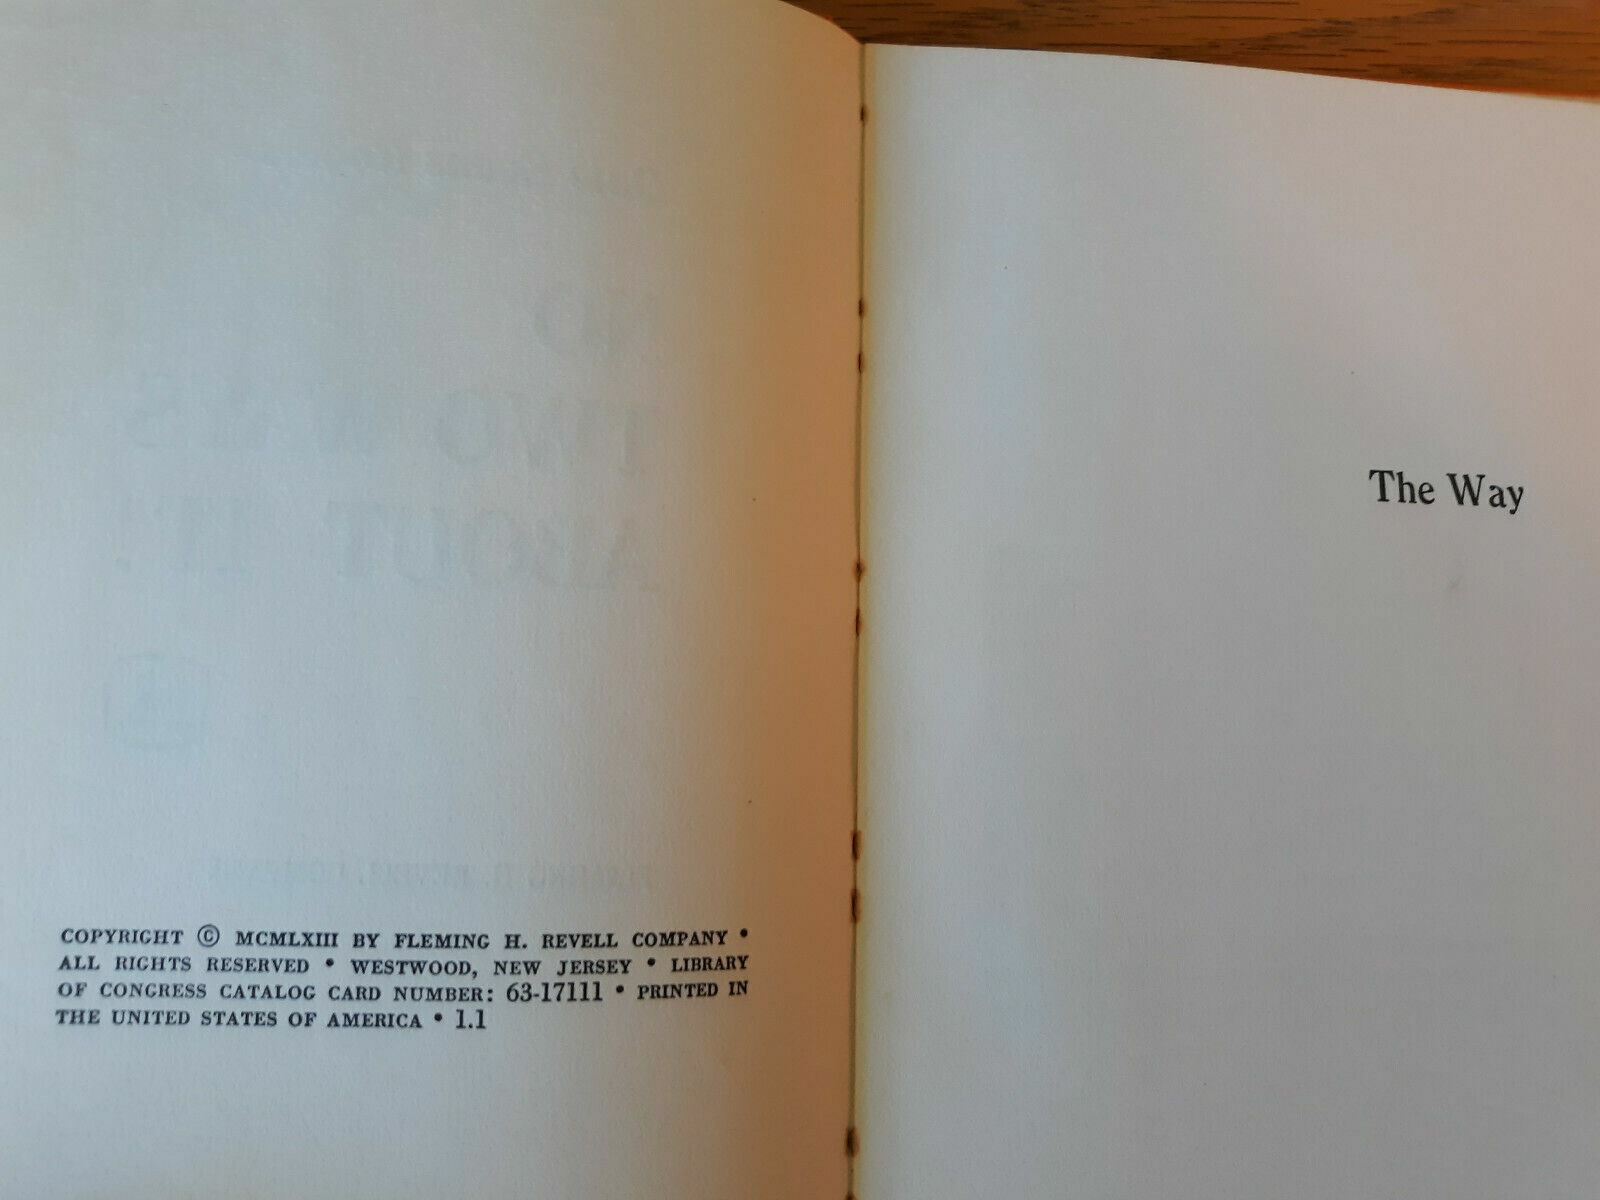 COPYRIGHT © MCMLXIII BY FLEMING H. REVELL COMPANY •
ALL RIGHTS RESERVED • WESTWOOD, NEW JERSEY • LIBRARY
OF CONGRESS CATALOG CARD NUMBER: 63-17111 • PRINTED IN
THE UNITED STATES OF AMERICA • 1.1
The Way